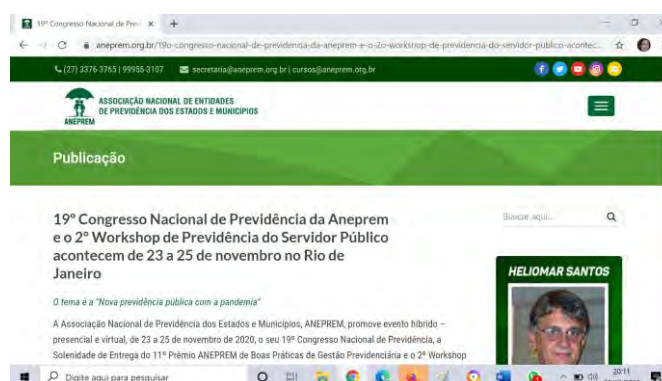 19º Congresso Nacional de Prev
aneprem.org.br/19o-congresso-nacional-de-previdencia-da-aneprem-e-o-2o-workshop-de-previdencia-do-servidor-publico-acontec...
(27) 3376-3765 | 99955-3107 secretaria@aneprem.org.br | cursos@aneprem.org.br
ASSOCIAÇÃO NACIONAL DE ENTIDADES
DE PREVIDÊNCIA DOS ESTADOS E MUNICÍPIOS
ANEPREM
Publicação
19º Congresso Nacional de Previdência da Aneprem
e o 2º Workshop de Previdência do Servidor Público
acontecem de 23 a 25 de novembro no Rio de
Janeiro
Buscar aqui...
O tema é a "Nova previdência pública com a pandemia"
HELIOMAR SANTOS
A Associação Nacional de Previdência dos Estados e Municípios, ANEPREM, promove evento híbrido –
presencial e virtual, de 23 a 25 de novembro de 2020, o seu 19º Congresso Nacional de Previdência, a
Solenidade de Entrega do 11º Prêmio ANEPREM de Boas Práticas de Gestão Previdenciária e o 2º Workshop
Digite aqui para pesquisar
20:11